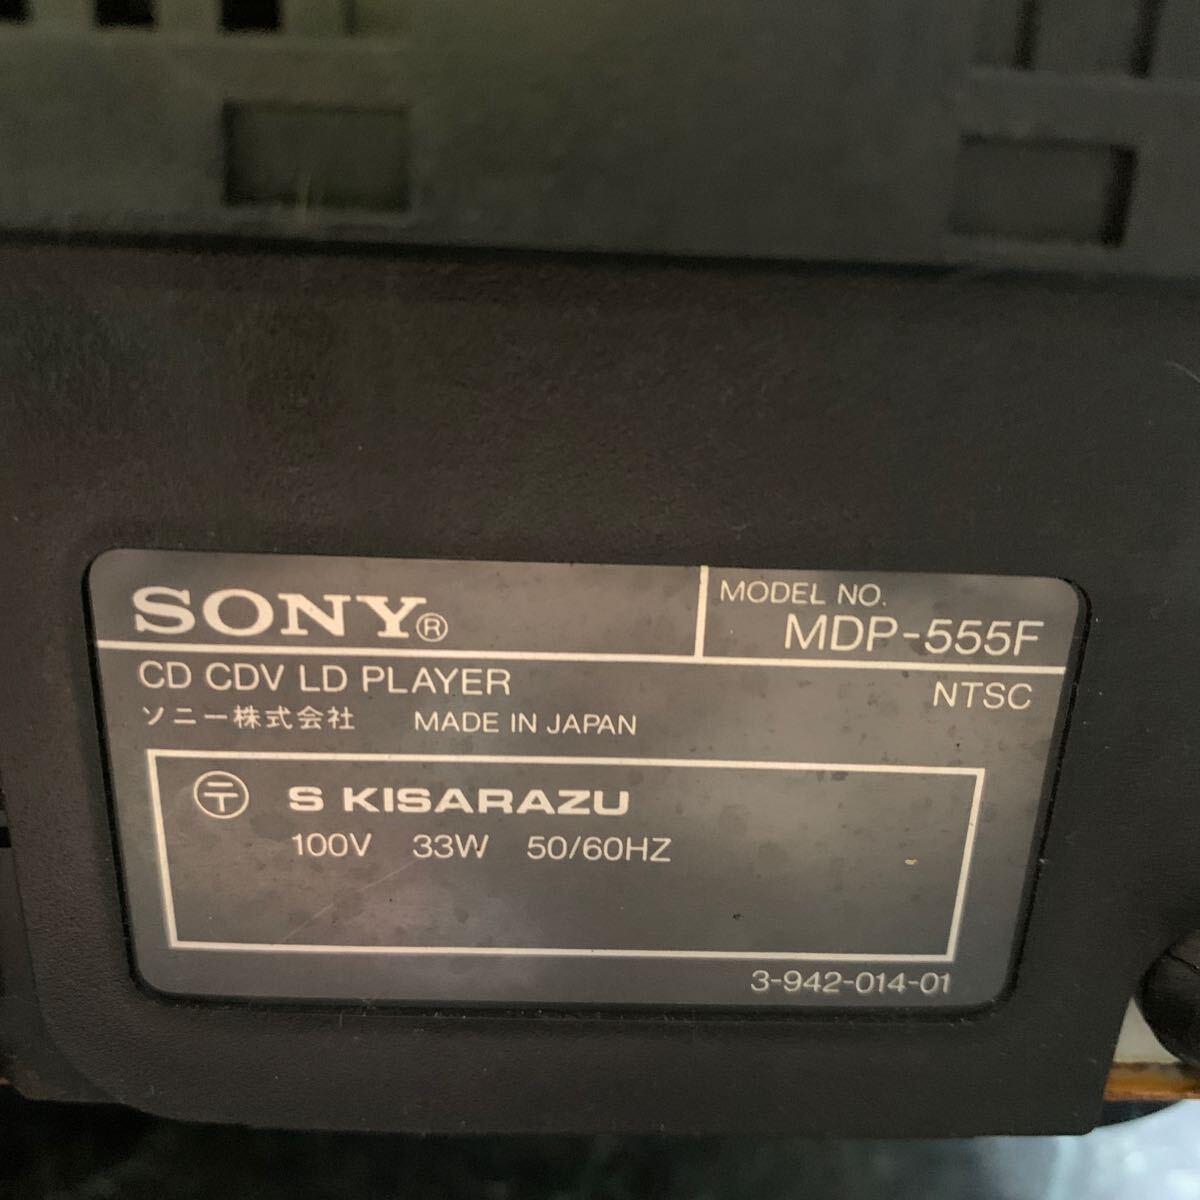 SONY®
MODEL NO.
MDP-555F
CD CDV LD PLAYER
NTSC
ソニー株式会社 MADE IN JAPAN
〒 S KISARAZU
100V 33W 50/60HZ
3-942-014-01